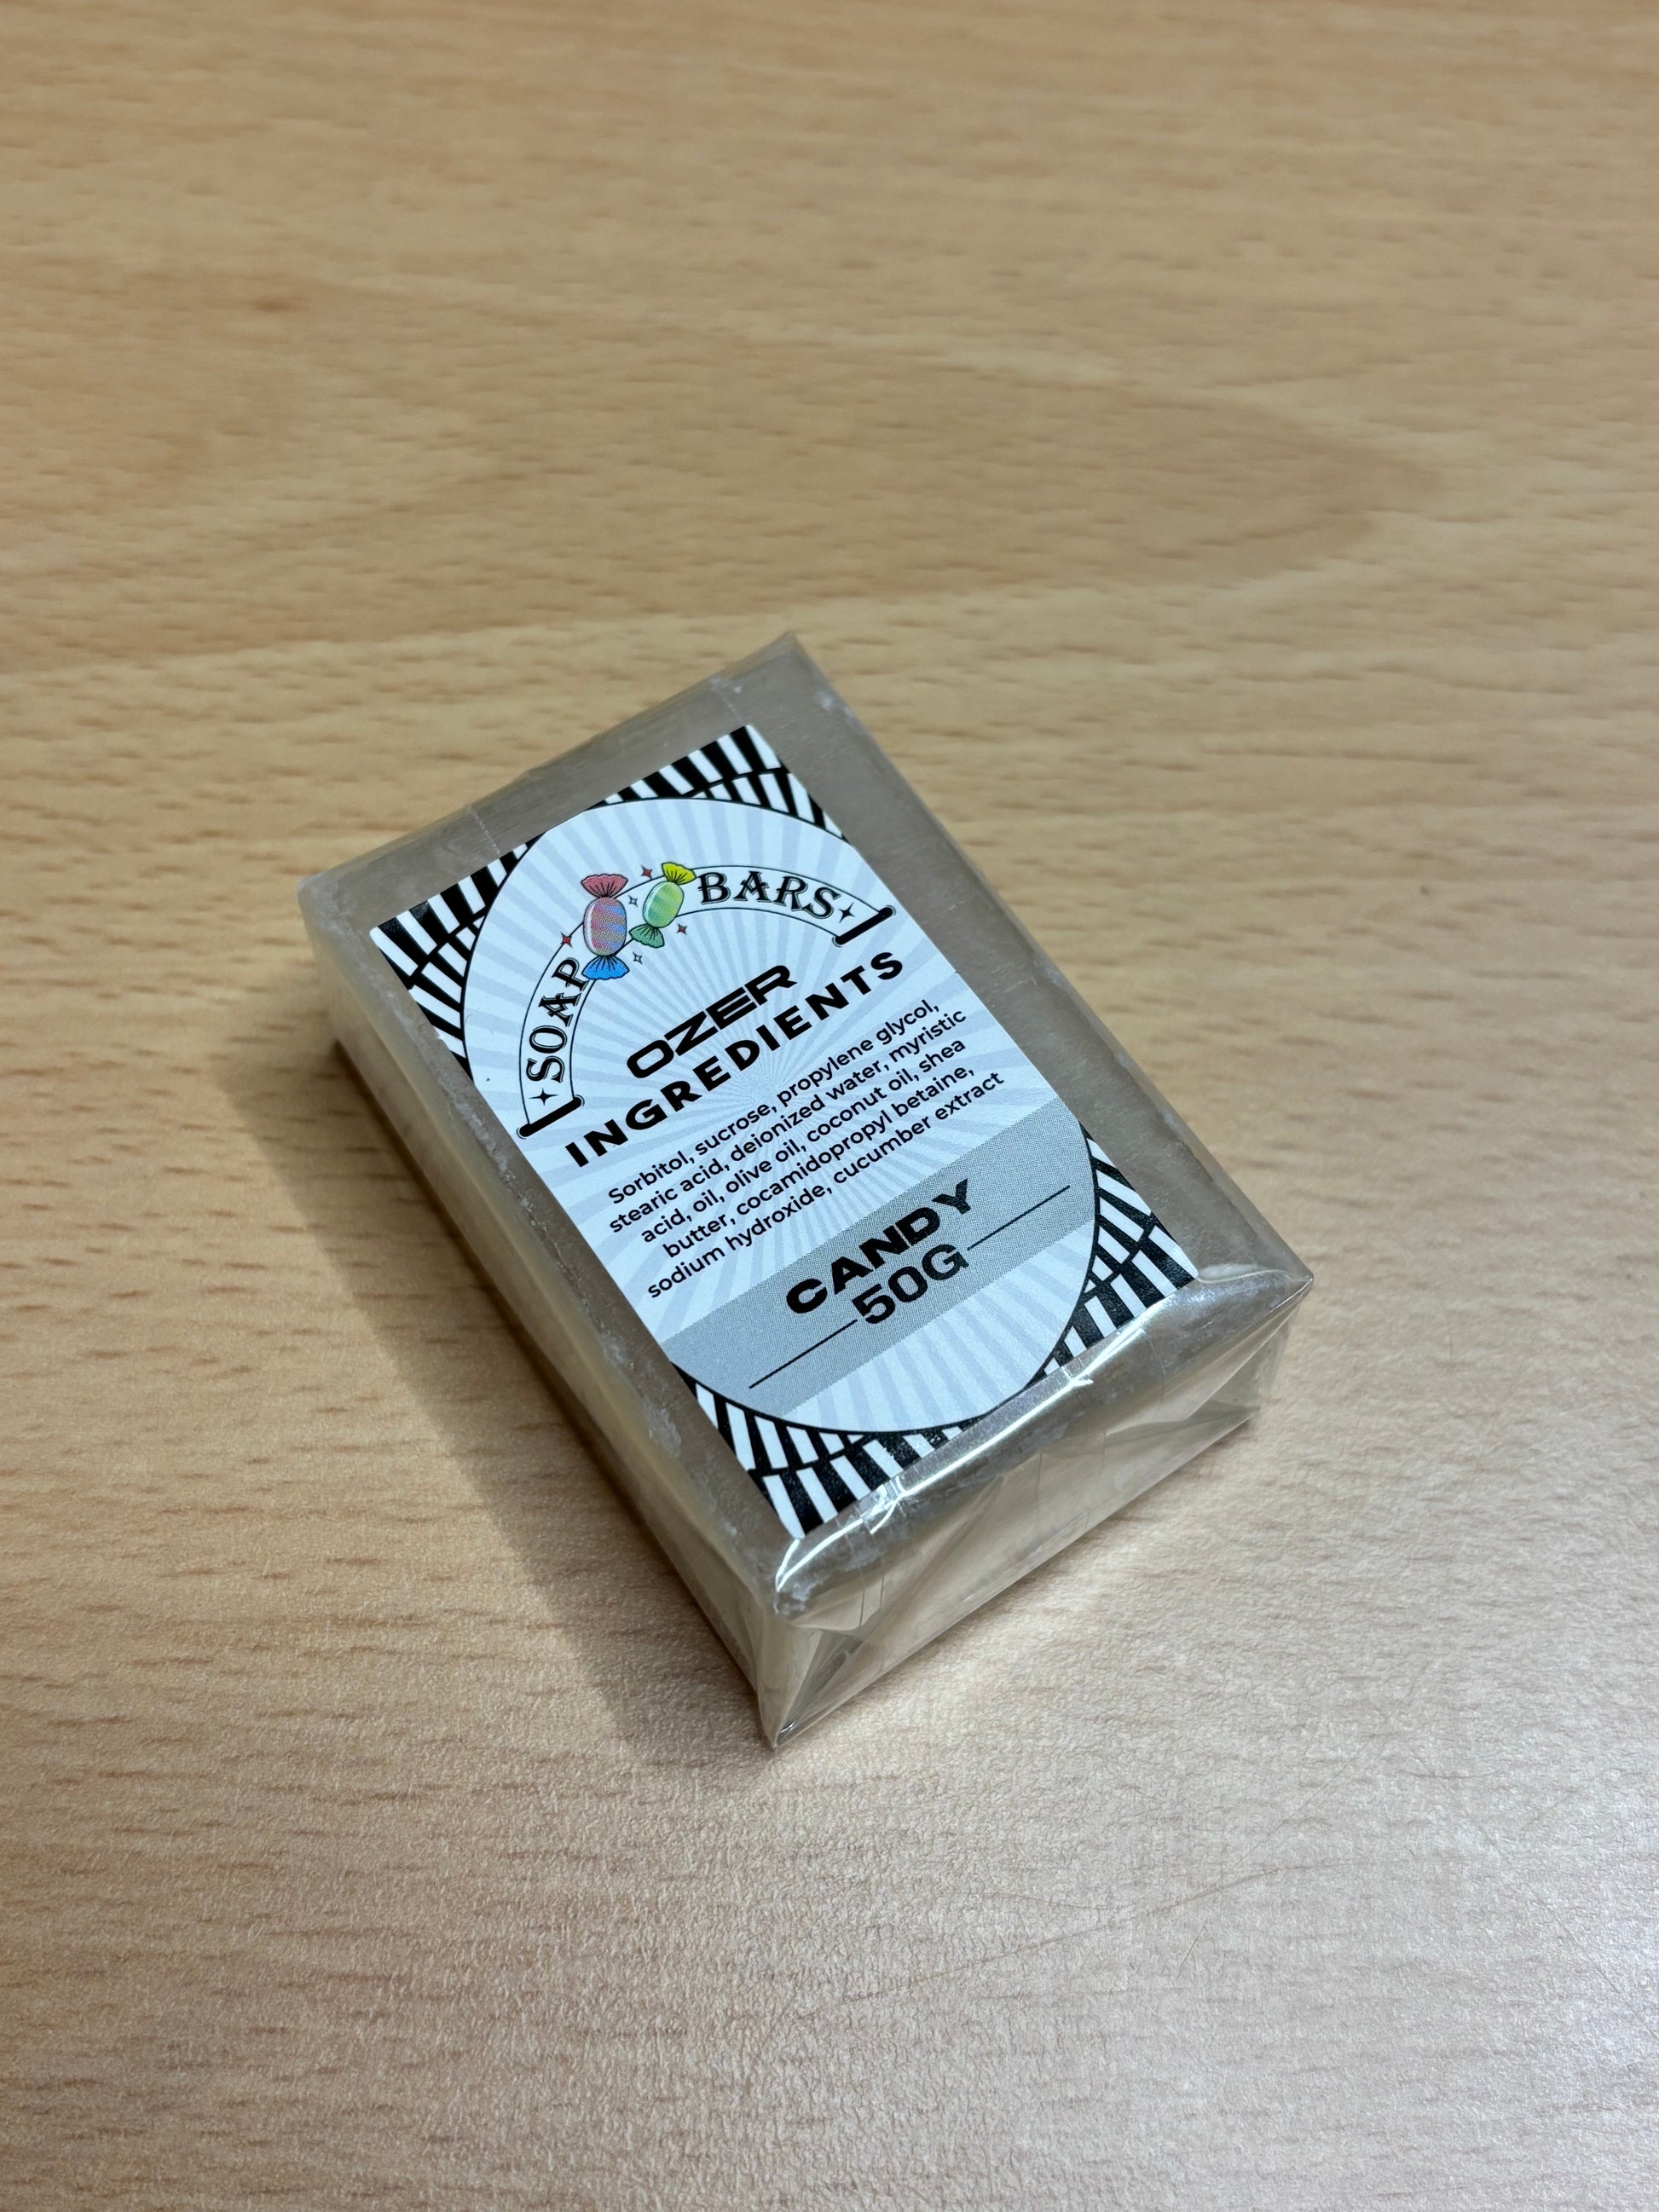 SOAP BARS
OZER
INGREDIENTS
Sorbitol, sucrose, propylene glycol,
stearic acid, deionized water, myristic
acid, oil, olive oil, coconut oil, shea
butter, cocamidopropyl betaine,
sodium hydroxide, cucumber extract
CANDY
50G